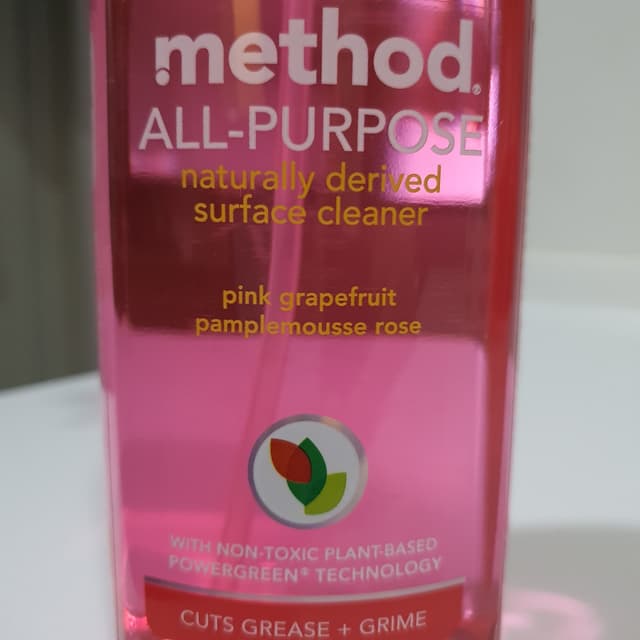 method®
ALL-PURPOSE
naturally derived
surface cleaner
pink grapefruit
pamplemousse rose
WITH NON-TOXIC PLANT-BASED
POWERGREEN® TECHNOLOGY
CUTS GREASE + GRIME